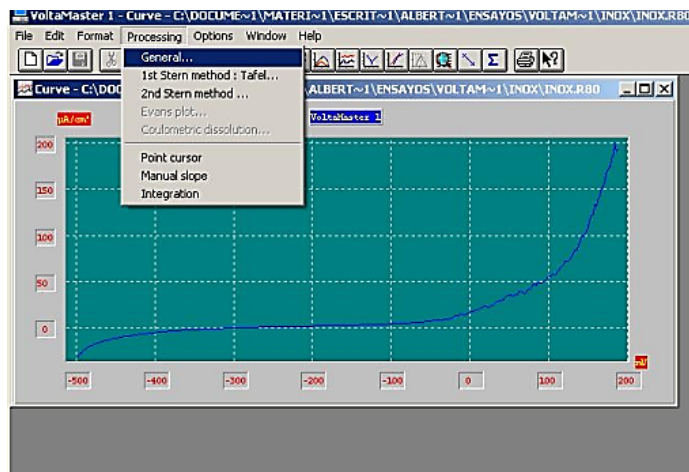 VoltaMaster 1 - Curve - C:\DOCUME~1\MATERI~1\ESCRIT~1\ALBERT~1\ENSAYOS\VOLTAM~1\INOX\INOX.R80
File Edit Format Processing Options Window Help
General...
1st Stern method : Tafel...
2nd Stern method ...
Evans plot...
Coulometric dissolution...
Point cursor
Manual slope
Integration
Curve - C:\DOC ALBERT~1\ENSAYOS\VOLTAM~1\INOX\INOX.R80
µA/cm² VoltaMaster 1
200
150
100
50
0
mV
-500 -400 -300 -200 -100 0 100 200